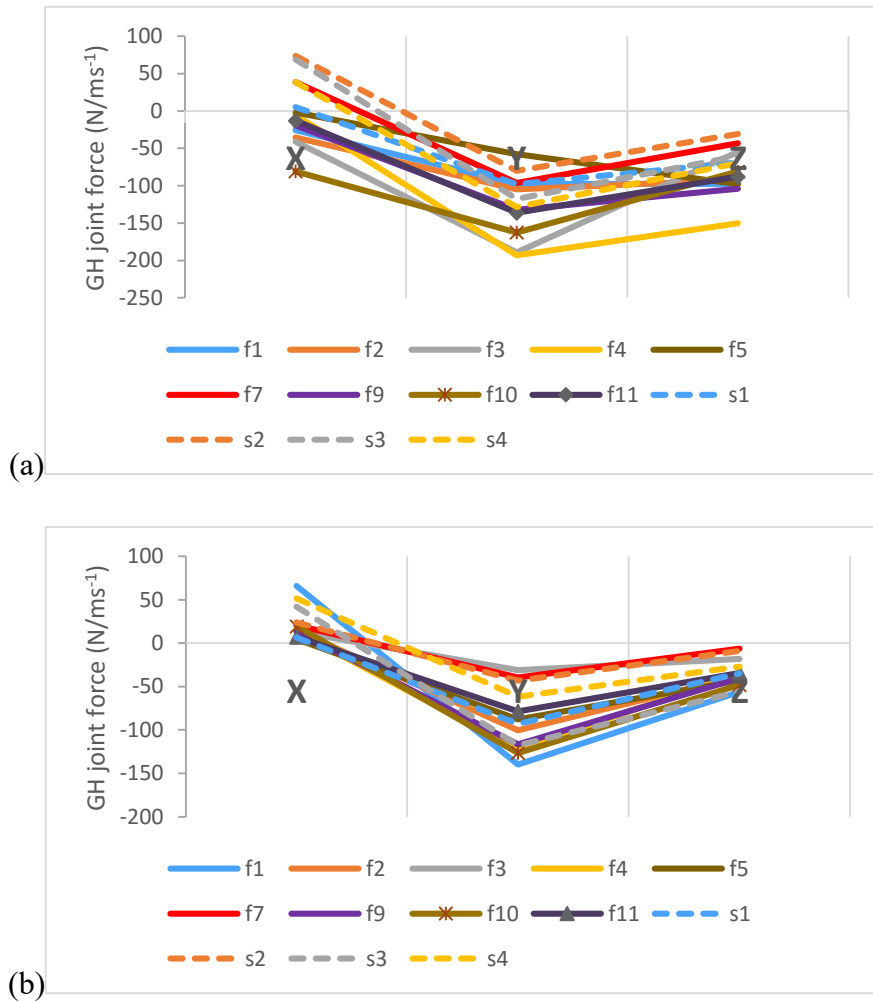 100
50
0
-50
-100
-150
-200
-250
GH joint force (N/ms⁻¹)
X Y Z
f1 f2 f3 f4 f5
f7 f9 f10 f11 s1
s2 s3 s4
(a)
100
50
0
-50
-100
-150
-200
GH joint force (N/ms⁻¹)
X Y Z
f1 f2 f3 f4 f5
f7 f9 f10 f11 s1
s2 s3 s4
(b)